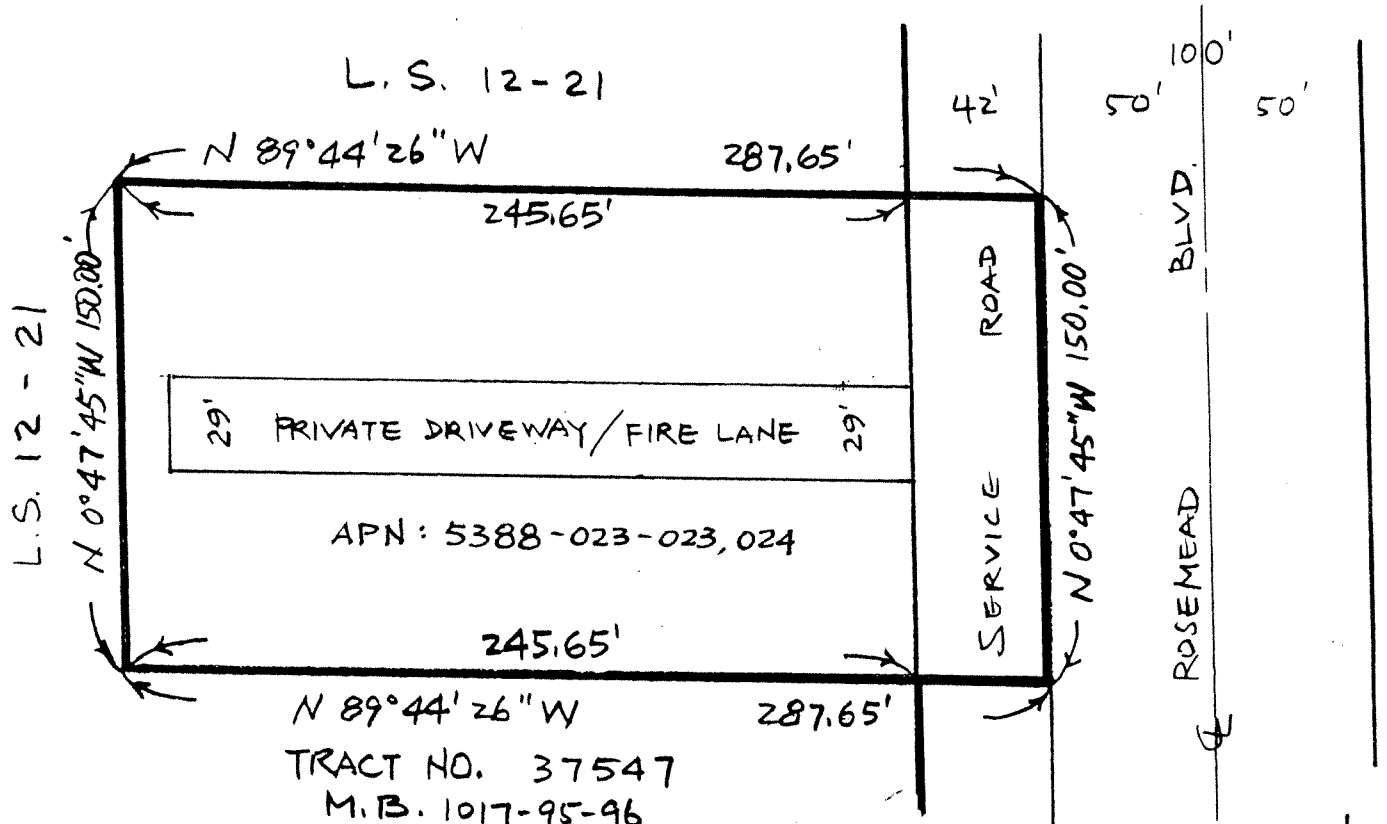 L.S. 12-21
42'
100'
50'
50'
N 89°44'26"W
287.65'
245.65'
L.S. 12-21
N 0°47'45"W 150.00'
29'
PRIVATE DRIVEWAY/FIRE LANE
29'
APN: 5388-023-023,024
SERVICE ROAD
N 0°47'45"W 150.00'
ROSEMEAD BLVD.
℄
245.65'
N 89°44'26"W
287.65'
TRACT NO. 37547
M.B. 1017-95-96